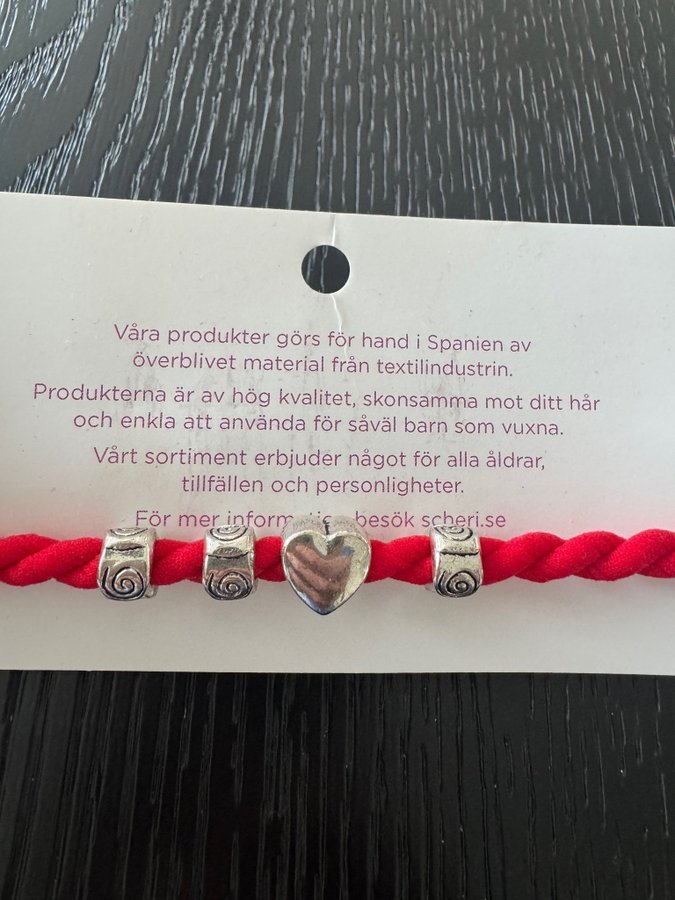 Våra produkter görs för hand i Spanien av
överblivet material från textilindustrin.
Produkterna är av hög kvalitet, skonsamma mot ditt hår
och enkla att använda för såväl barn som vuxna.
Vårt sortiment erbjuder något för alla åldrar,
tillfällen och personligheter.
För mer information besök scheri.se